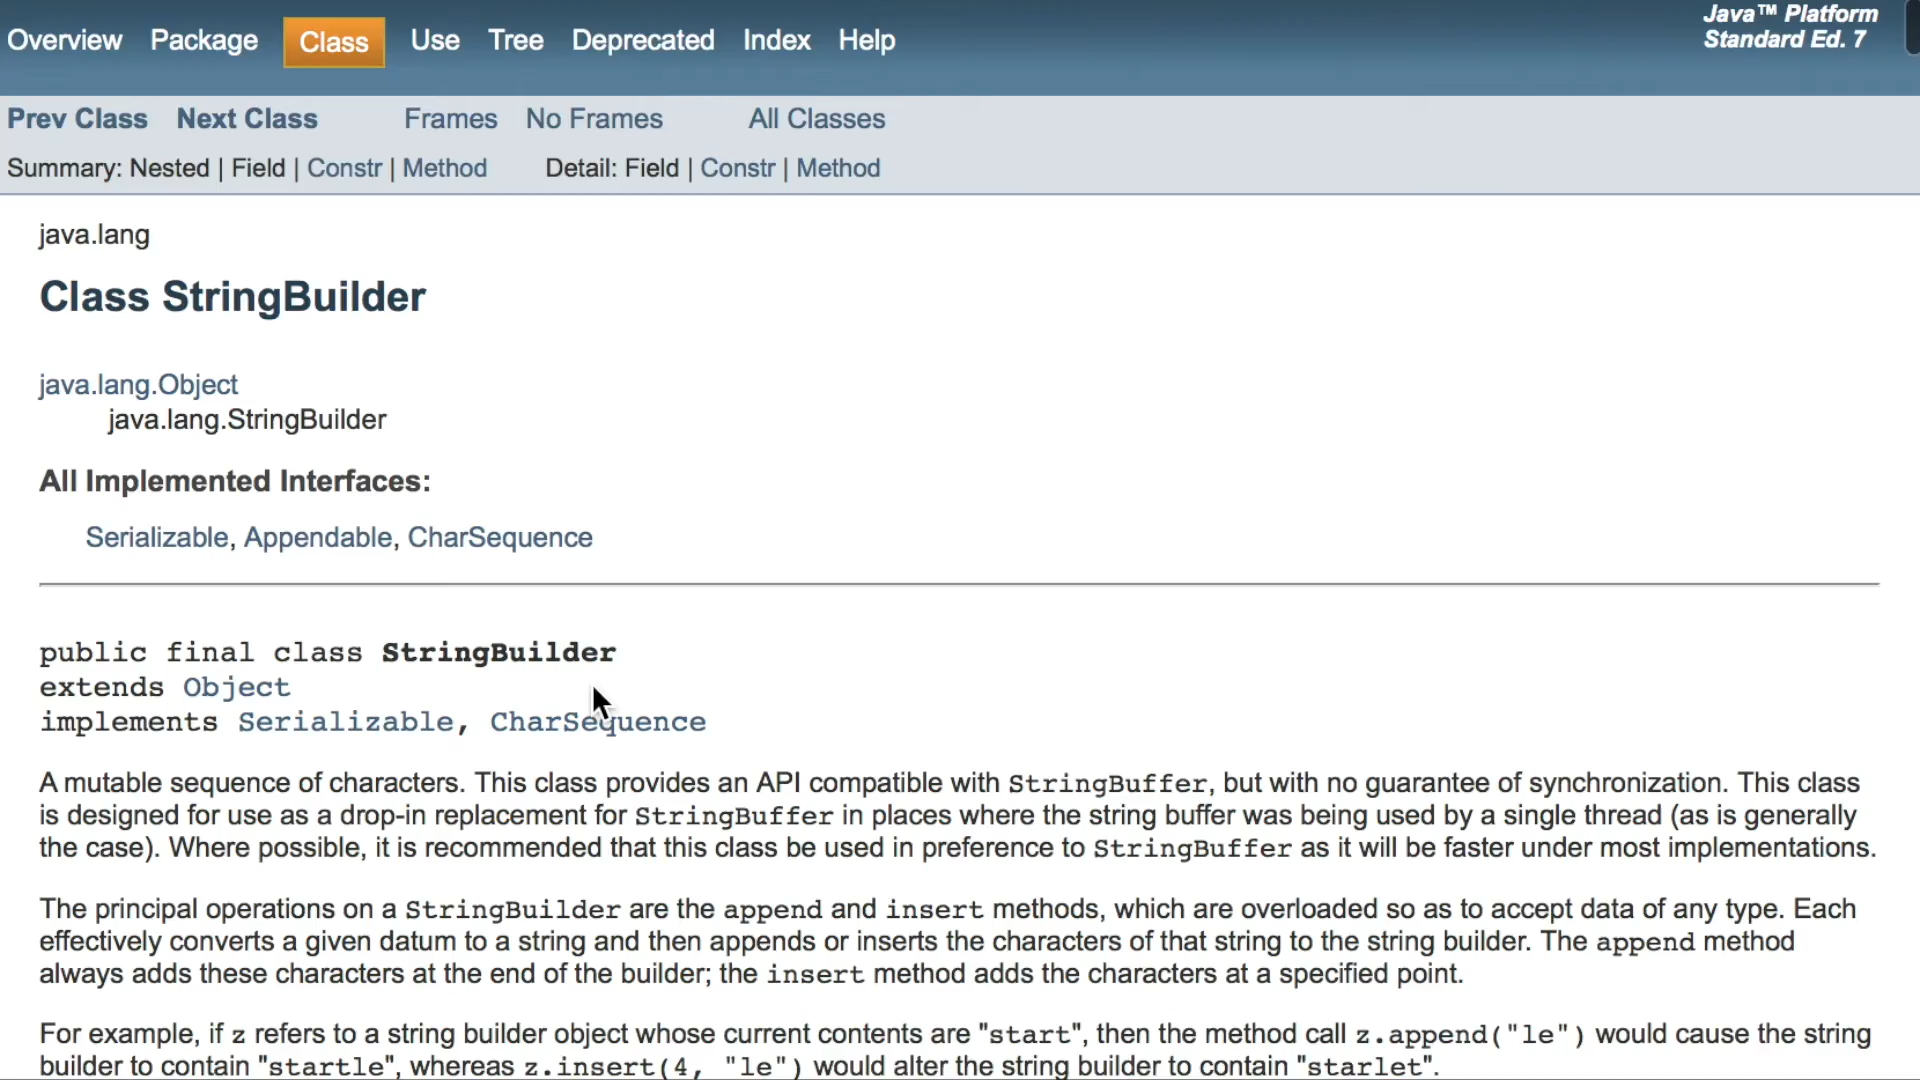 Overview Package Class Use Tree Deprecated Index Help
Java™ Platform
Standard Ed. 7
Prev Class Next Class Frames No Frames All Classes
Summary: Nested | Field | Constr | Method Detail: Field | Constr | Method
java.lang
Class StringBuilder
java.lang.Object
java.lang.StringBuilder
All Implemented Interfaces:
Serializable, Appendable, CharSequence
public final class StringBuilder
extends Object
implements Serializable, CharSequence
A mutable sequence of characters. This class provides an API compatible with StringBuffer, but with no guarantee of synchronization. This class
is designed for use as a drop-in replacement for StringBuffer in places where the string buffer was being used by a single thread (as is generally
the case). Where possible, it is recommended that this class be used in preference to StringBuffer as it will be faster under most implementations.
The principal operations on a StringBuilder are the append and insert methods, which are overloaded so as to accept data of any type. Each
effectively converts a given datum to a string and then appends or inserts the characters of that string to the string builder. The append method
always adds these characters at the end of the builder; the insert method adds the characters at a specified point.
For example, if z refers to a string builder object whose current contents are "start", then the method call z.append("le") would cause the string
builder to contain "startle", whereas z.insert(4, "le") would alter the string builder to contain "starlet".